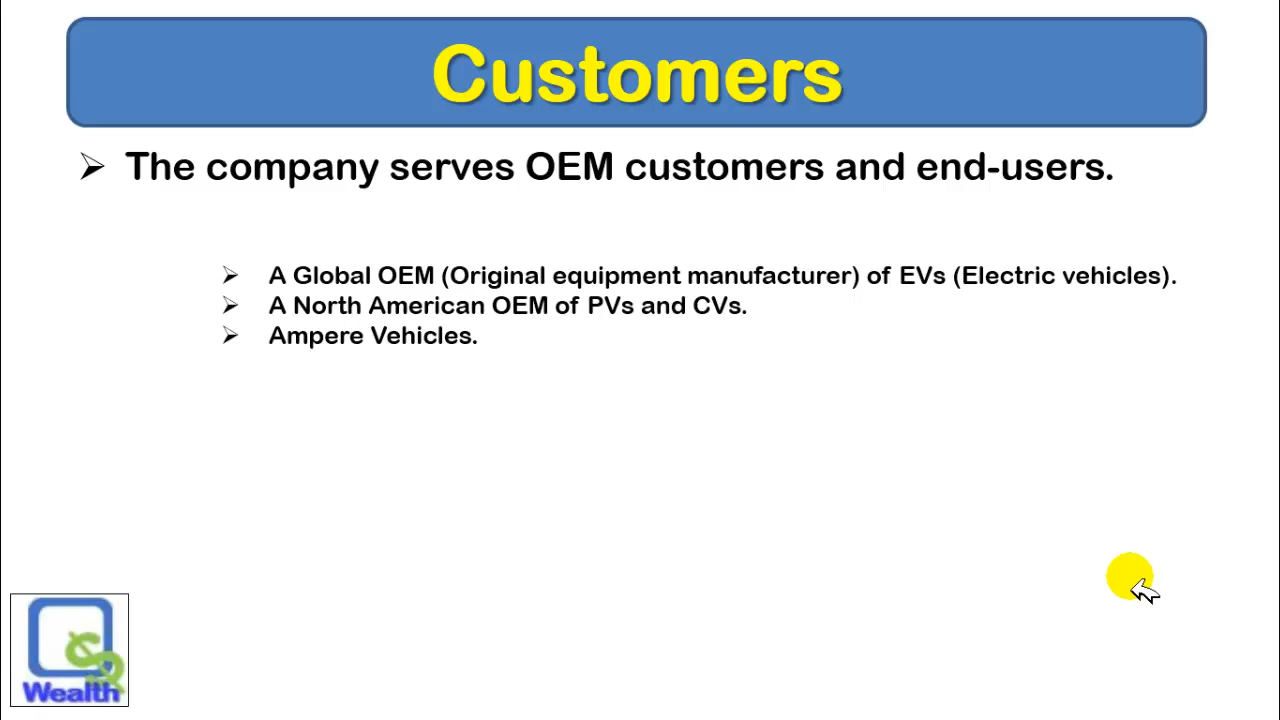 Customers
➢ The company serves OEM customers and end-users.
➢ A Global OEM (Original equipment manufacturer) of EVs (Electric vehicles).
➢ A North American OEM of PVs and CVs.
➢ Ampere Vehicles.
Wealth